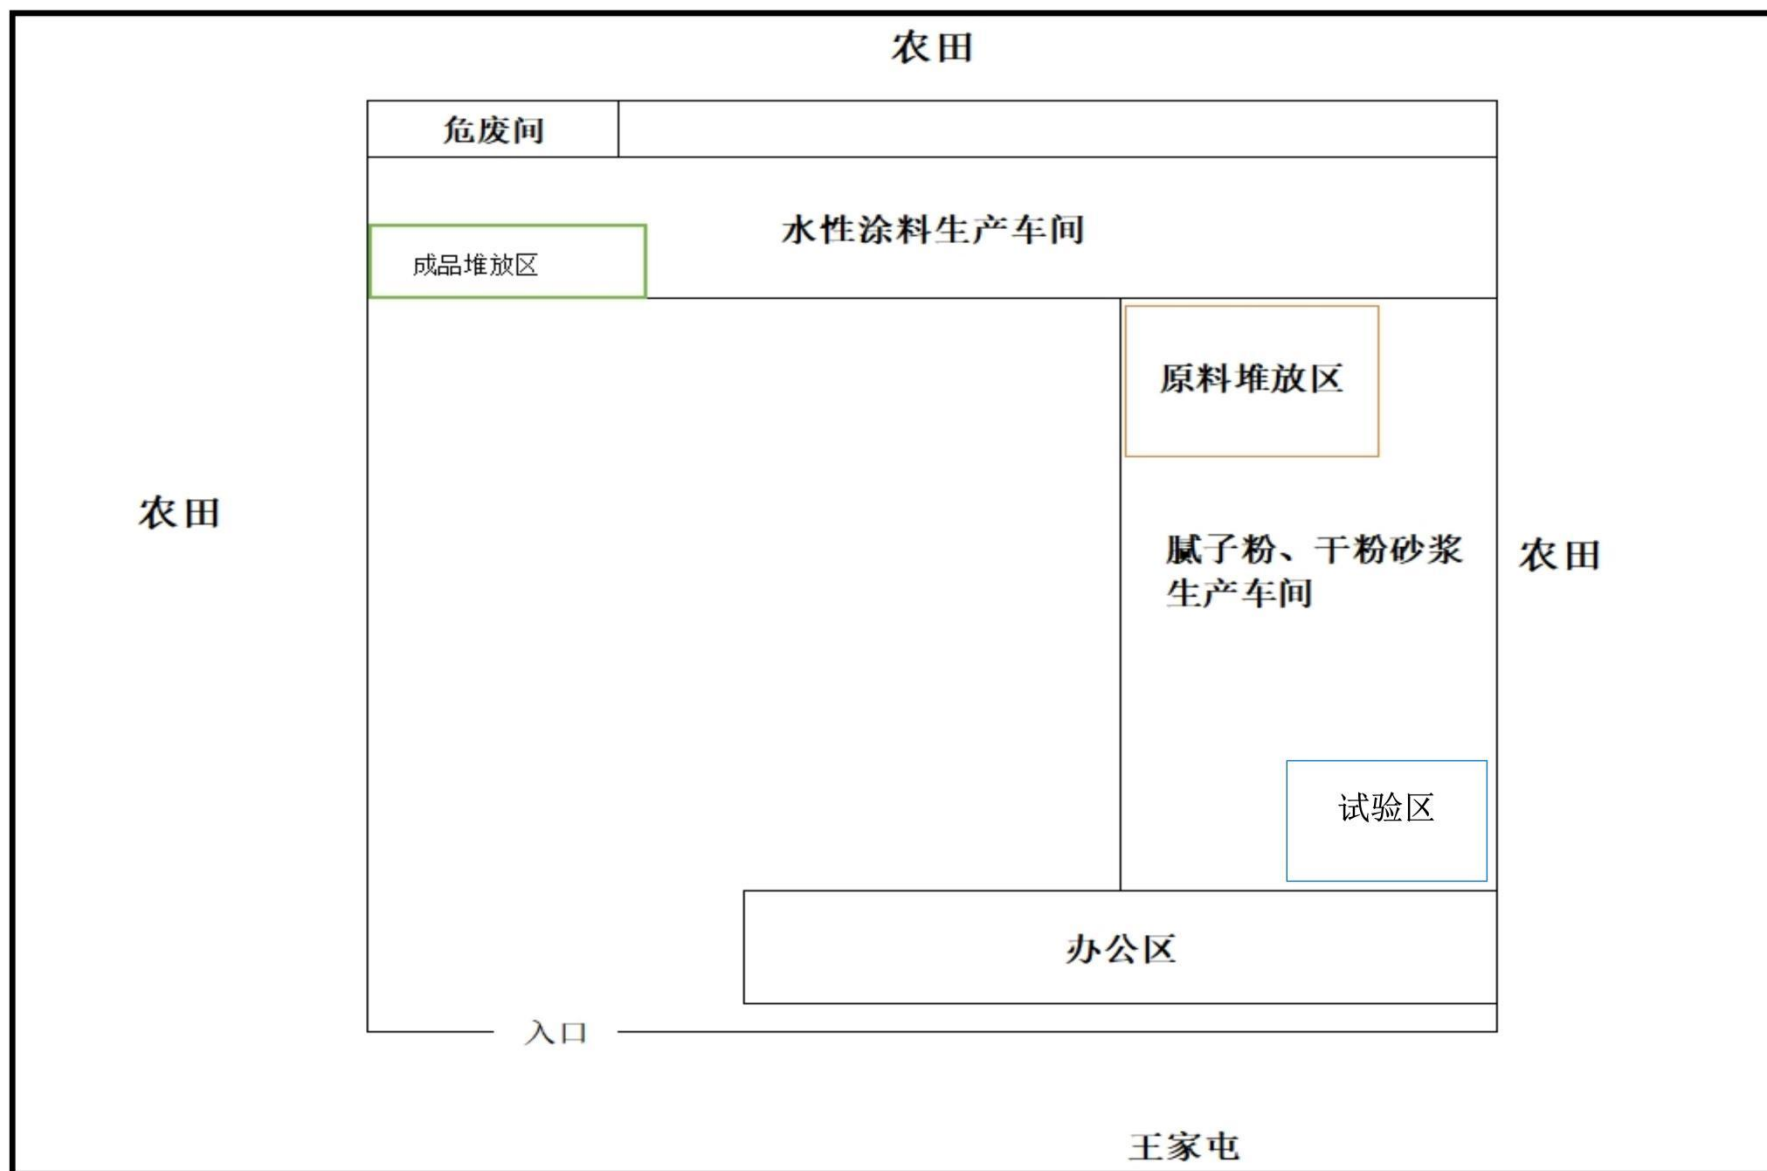 农田
危废间
水性涂料生产车间
成品堆放区
原料堆放区
农田
腻子粉、干粉砂浆
生产车间
农田
试验区
办公区
入口
王家屯